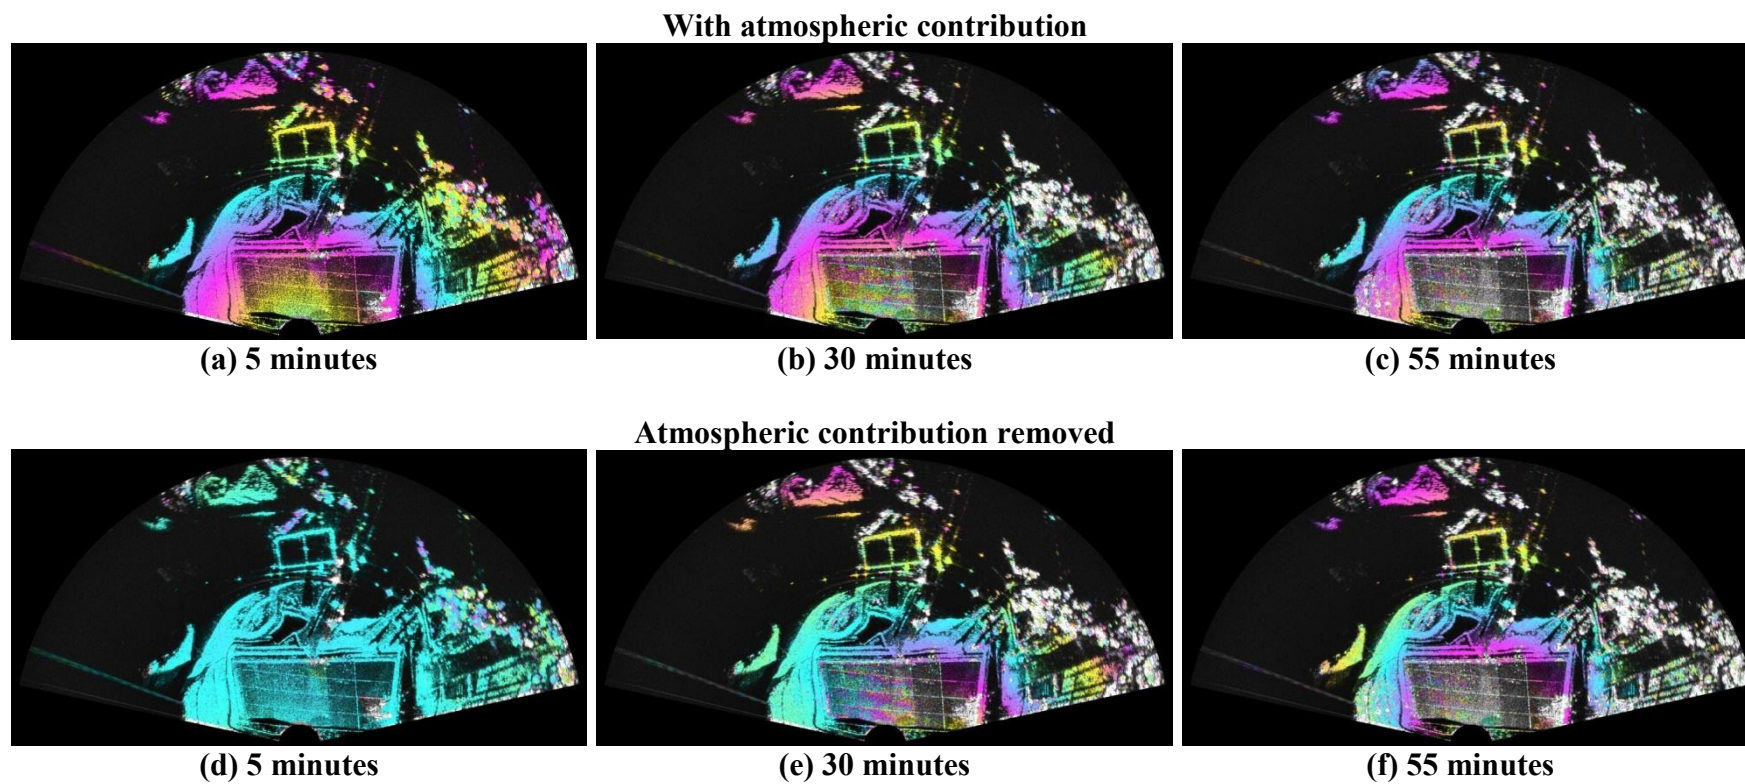 With atmospheric contribution
(a) 5 minutes
(b) 30 minutes
(c) 55 minutes
Atmospheric contribution removed
(d) 5 minutes
(e) 30 minutes
(f) 55 minutes